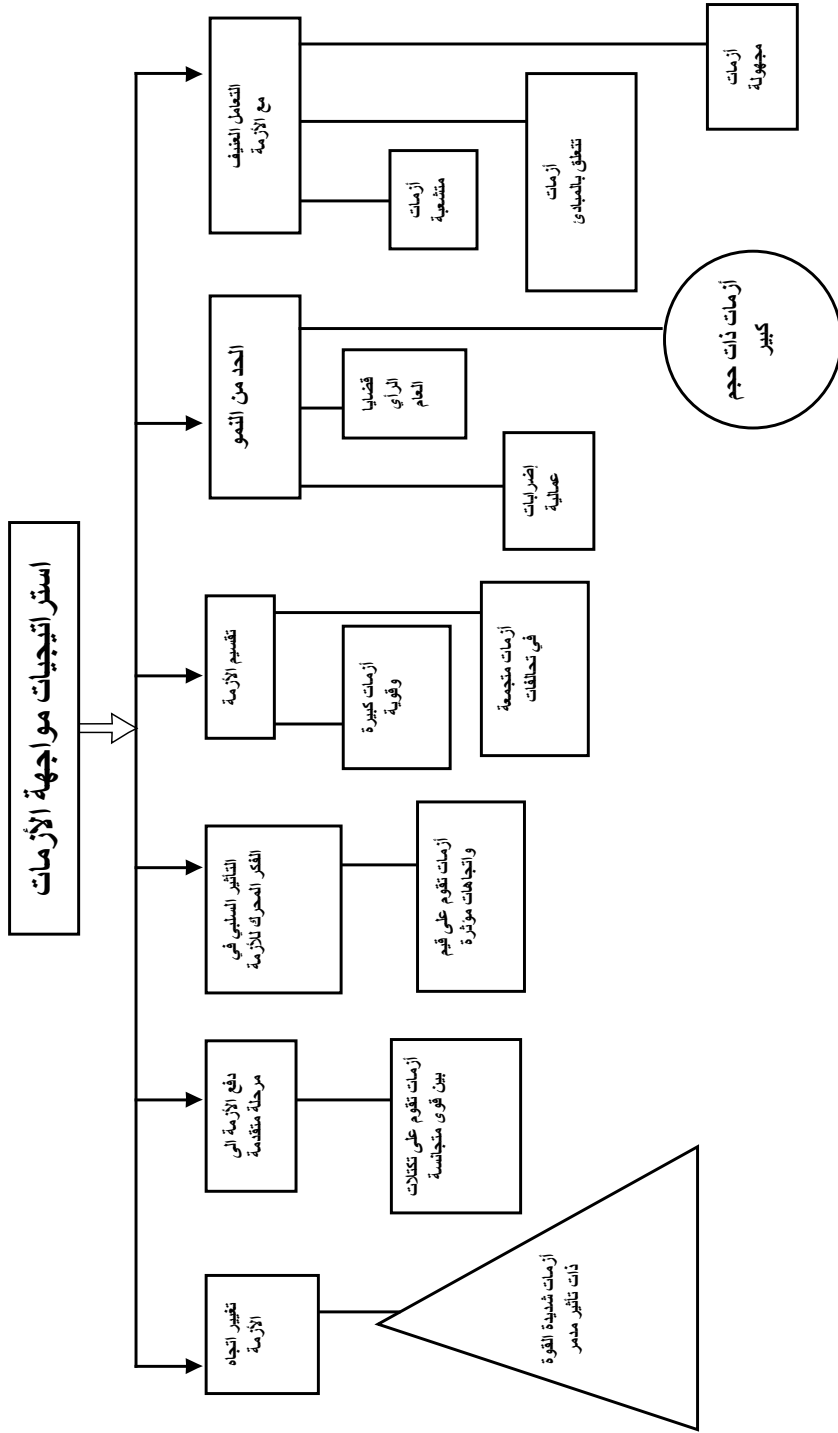 استراتيجيات مواجهة الأزمات
التعامل العنيف
مع الأزمة
أزمات
متشعبة
أزمات
تتعلق بالمبادئ
أزمات
مجهولة
الحد من النمو
قضايا
الرأي
العام
إضرابات
عمالية
أزمات ذات حجم
كبير
تقسيم الأزمة
أزمات كبيرة
وقوية
أزمات متجمعة
في تحالفات
التاثير السلبي في
الفكر المحرك للأزمة
أزمات تقوم على قيم
واتجاهات مؤثرة
دفع الأزمة الى
مرحلة متقدمة
أزمات تقوم على تكتلات
بين قوى متجانسة
تغيير اتجاه
الأزمة
أزمات شديدة القوة
ذات تاثير مدمر